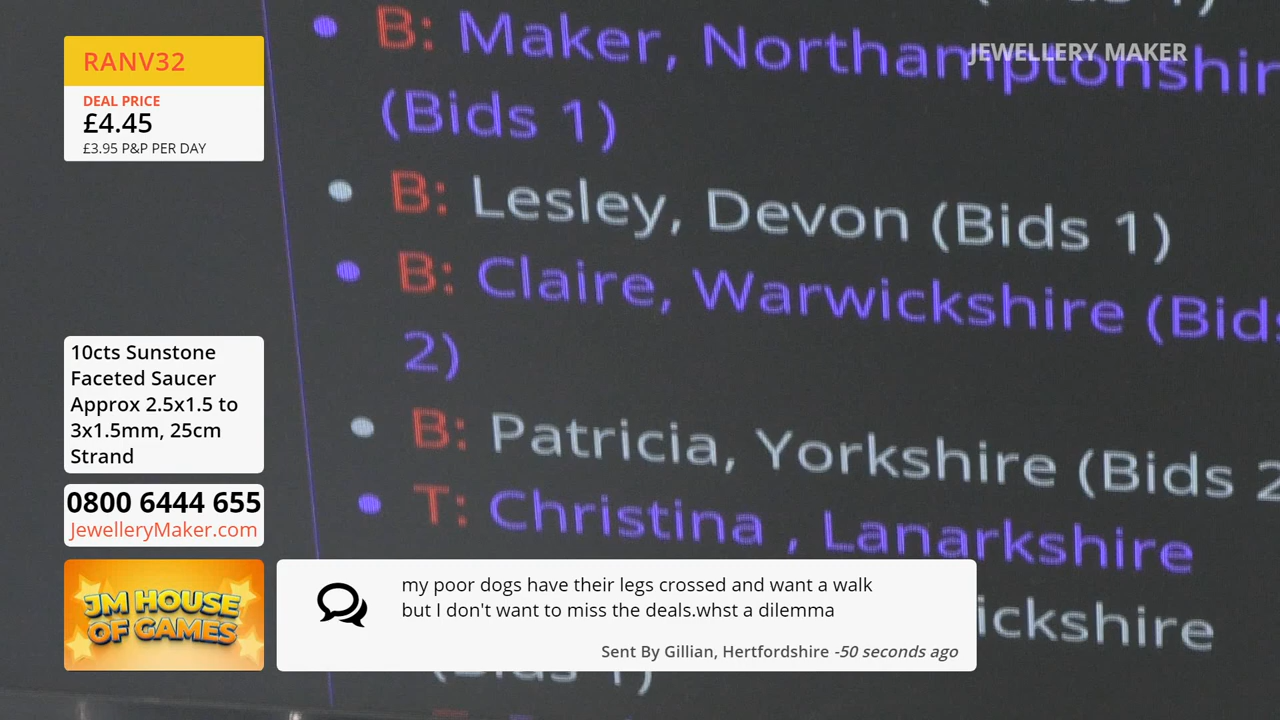 RANV32
DEAL PRICE
£4.45
£3.95 P&P PER DAY
10cts Sunstone
Faceted Saucer
Approx 2.5x1.5 to
3x1.5mm, 25cm
Strand
0800 6444 655
JewelleryMaker.com
JM HOUSE
OF GAMES
JEWELLERY MAKER
B: Maker, Northamptonshir
(Bids 1)
B: Lesley, Devon (Bids 1)
B: Claire, Warwickshire (Bids
2)
B: Patricia, Yorkshire (Bids 2
T: Christina , Lanarkshire
ickshire
(Bids 1)
my poor dogs have their legs crossed and want a walk
but I don't want to miss the deals.whst a dilemma
Sent By Gillian, Hertfordshire -50 seconds ago